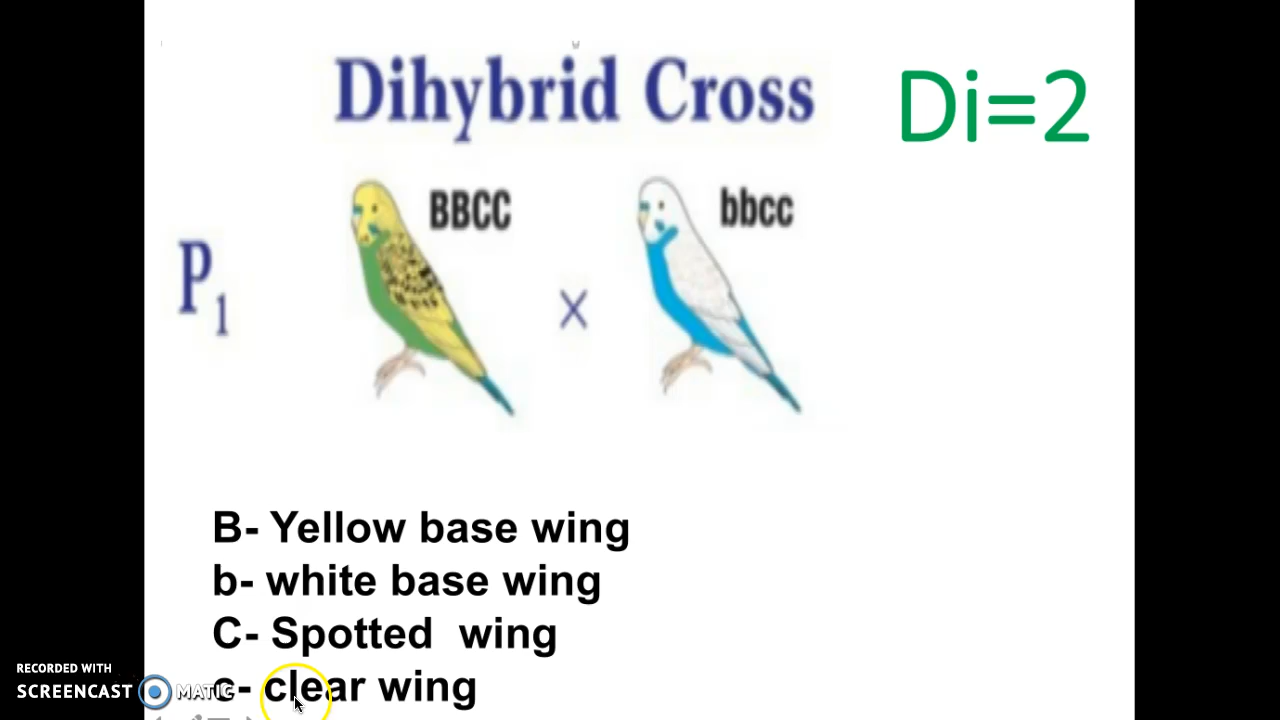 Dihybrid Cross
Di=2
BBCC
bbcc
P1
X
B- Yellow base wing
b- white base wing
C- Spotted wing
c- clear wing
RECORDED WITH
SCREENCAST MATIC